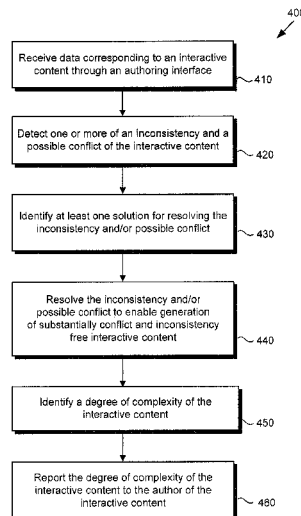 400
Receive data corresponding to an interactive
content through an authoring interface
410
Detect one or more of an inconsistency and a
possible conflict of the interactive content
420
Identify at least one solution for resolving the
inconsistency and/or possible conflict
430
Resolve the inconsistency and/or
possible conflict to enable generation
of substantially conflict and inconsistency
free interactive content
440
Identify a degree of complexity of the
interactive content
450
Report the degree of complexity of the
interactive content to the author of the
interactive content
460